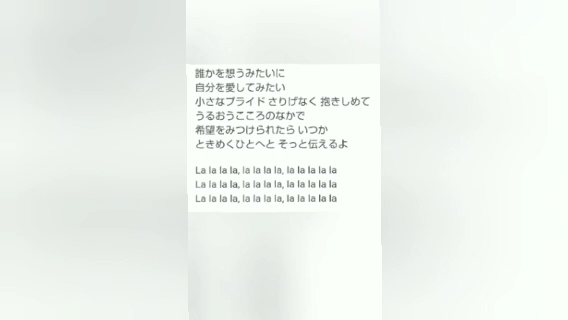 誰かを想うみたいに
自分を愛してみたい
小さなプライド さりげなく 抱きしめて
うるおうこころのなかで
希望をみつけられたら いつか
ときめくひとへと そっと伝えるよ
La la la la, la la la la, la la la la la
La la la la, la la la la, la la la la la
La la la la, la la la la, la la la la la